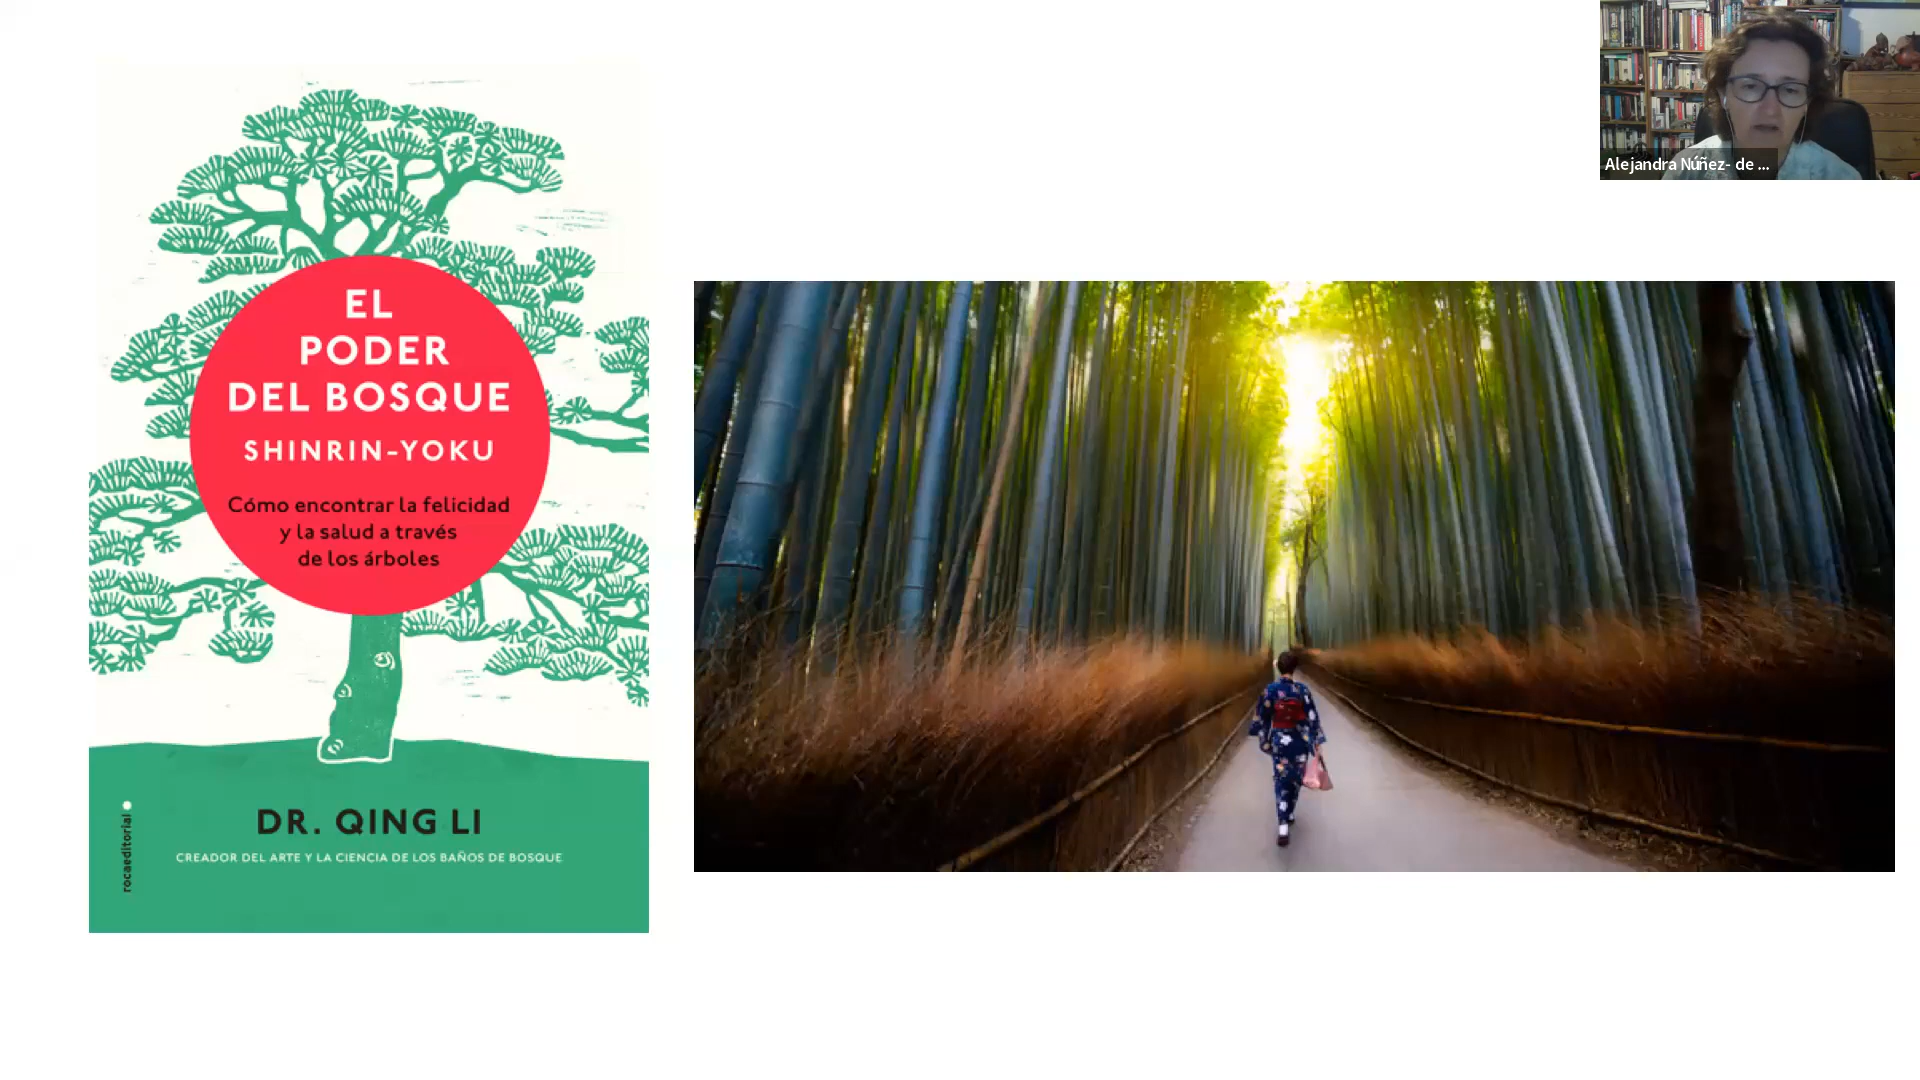 EL
PODER
DEL BOSQUE
SHINRIN-YOKU
Cómo encontrar la felicidad
y la salud a través
de los árboles
DR. QING LI
CREADOR DEL ARTE Y LA CIENCIA DE LOS BAÑOS DE BOSQUE
rocaeditorial
Alejandra Núñez- de ...